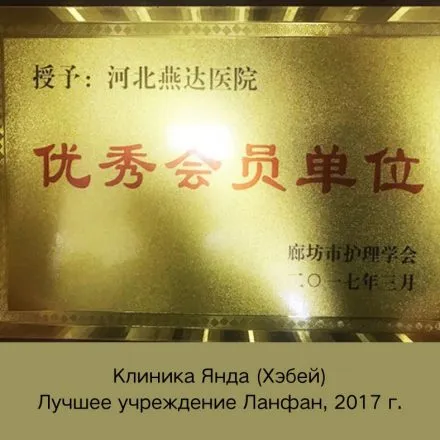 授予：河北燕达医院
优秀会员单位
廊坊市护理学会
二〇一七年三月
Клиника Янда (Хэбей)
Лучшее учреждение Ланфан, 2017 г.